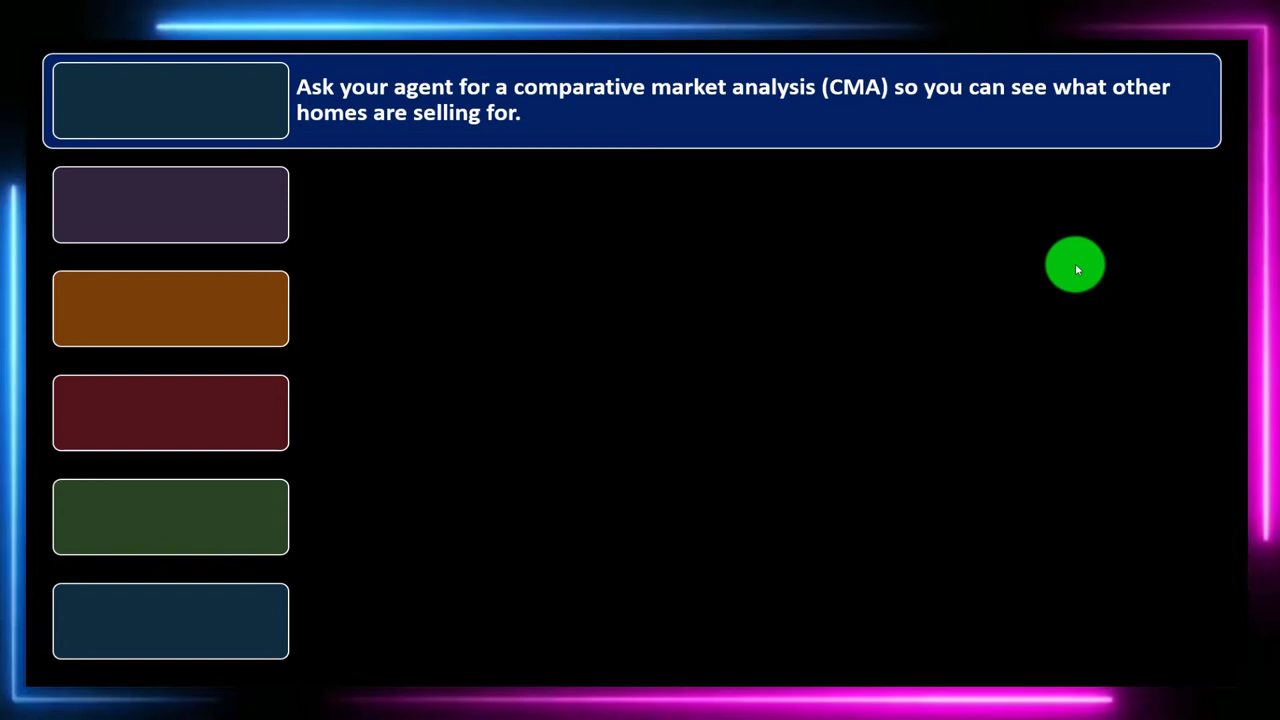 Ask your agent for a comparative market analysis (CMA) so you can see what other
homes are selling for.